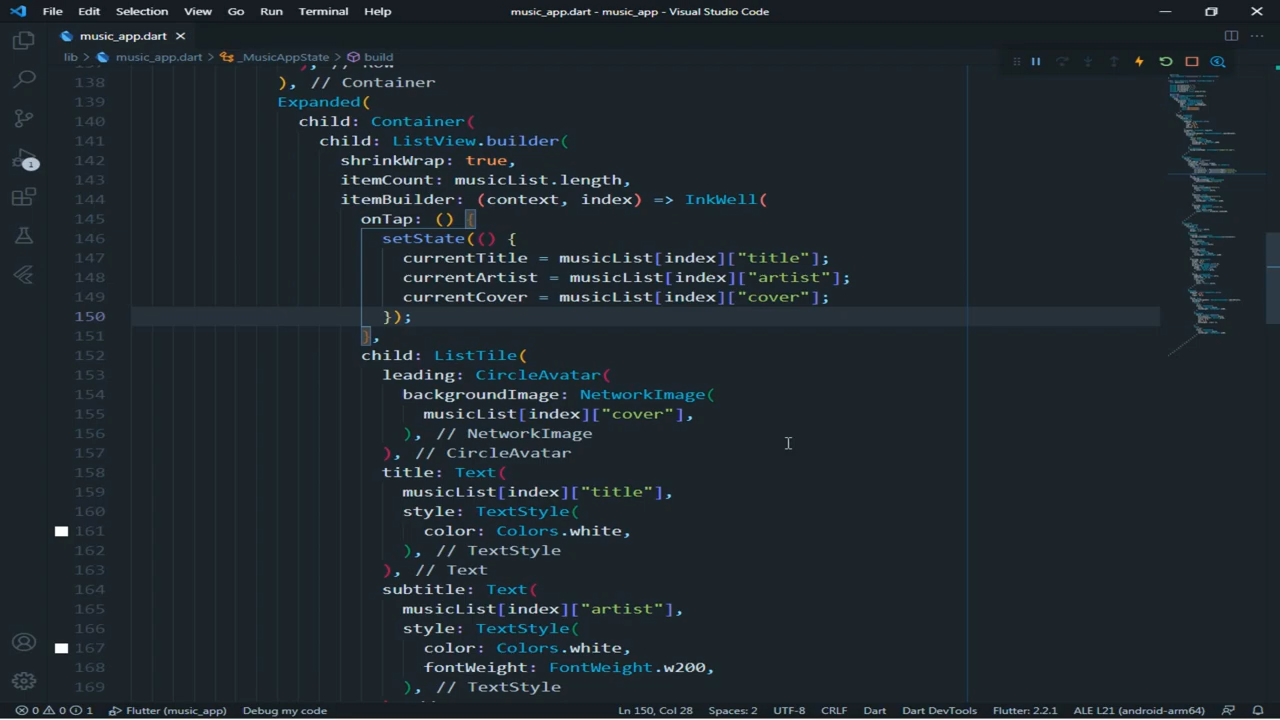 File Edit Selection View Go Run Terminal Help
music_app.dart - music_app - Visual Studio Code
music_app.dart
lib > music_app.dart > _MusicAppState > build
138 ), // Container
139 Expanded(
140 child: Container(
141 child: ListView.builder(
142 shrinkWrap: true,
143 itemCount: musicList.length,
144 itemBuilder: (context, index) => InkWell(
145 onTap: () {
146 setState(() {
147 currentTitle = musicList[index]["title"];
148 currentArtist = musicList[index]["artist"];
149 currentCover = musicList[index]["cover"];
150 });
151 },
152 child: ListTile(
153 leading: CircleAvatar(
154 backgroundImage: NetworkImage(
155 musicList[index]["cover"],
156 ), // NetworkImage
157 ), // CircleAvatar
158 title: Text(
159 musicList[index]["title"],
160 style: TextStyle(
161 color: Colors.white,
162 ), // TextStyle
163 ), // Text
164 subtitle: Text(
165 musicList[index]["artist"],
166 style: TextStyle(
167 color: Colors.white,
168 fontWeight: FontWeight.w200,
169 ), // TextStyle
1
0 0 1 Flutter (music_app) Debug my code Ln 150, Col 28 Spaces: 2 UTF-8 CRLF Dart Dart DevTools Flutter: 2.2.1 ALE L21 (android-arm64)